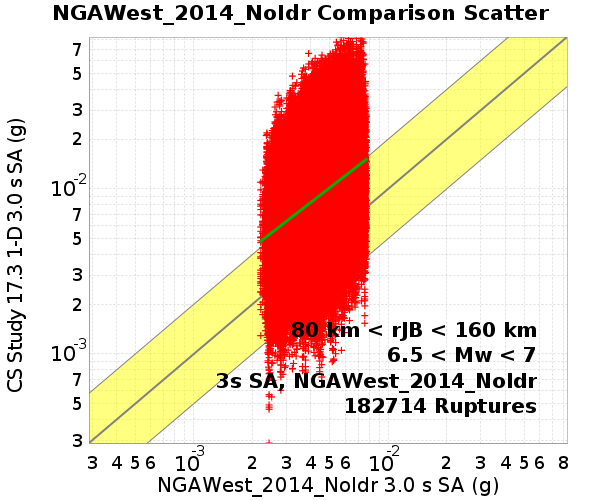 NGAWest_2014_NoIdr Comparison Scatter
CS Study 17.3 1-D 3.0 s SA (g)
7
5
3
2
10⁻²
7
5
3
2
10⁻³
7
5
3
80 km < rJB < 160 km
6.5 < Mw < 7
3s SA, NGAWest_2014_NoIdr
182714 Ruptures
3 4 5 6 10⁻³ 2 3 4 5 6 10⁻² 2 3 4 5 6 8
NGAWest_2014_NoIdr 3.0 s SA (g)